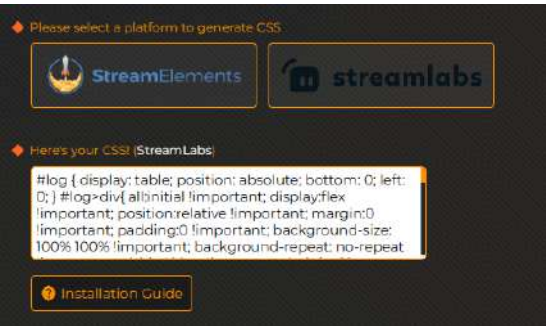 Please select a platform to generate CSS
StreamElements
streamlabs
Here's your CSS! (StreamLabs)
#log { display: table; position: absolute; bottom: 0; left:
0; } #log>div{ all:initial !important; display:flex
!important; position:relative !important; margin:0
!important; padding:0 !important; background-size:
100% 100% !important; background-repeat: no-repeat
Installation Guide